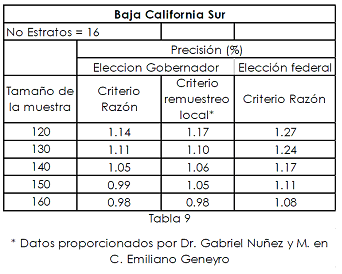 Baja California Sur
No Estratos = 16
Precisión (%)
Eleccion Gobernador Elección federal
Tamaño de la muestra Criterio Razón Criterio remuestreo local* Criterio Razón
120 1.14 1.17 1.27
130 1.11 1.10 1.24
140 1.05 1.06 1.17
150 0.99 1.05 1.11
160 0.98 0.98 1.08
Tabla 9
* Datos proporcionados por Dr. Gabriel Nuñez y M. en
C. Emiliano Geneyro